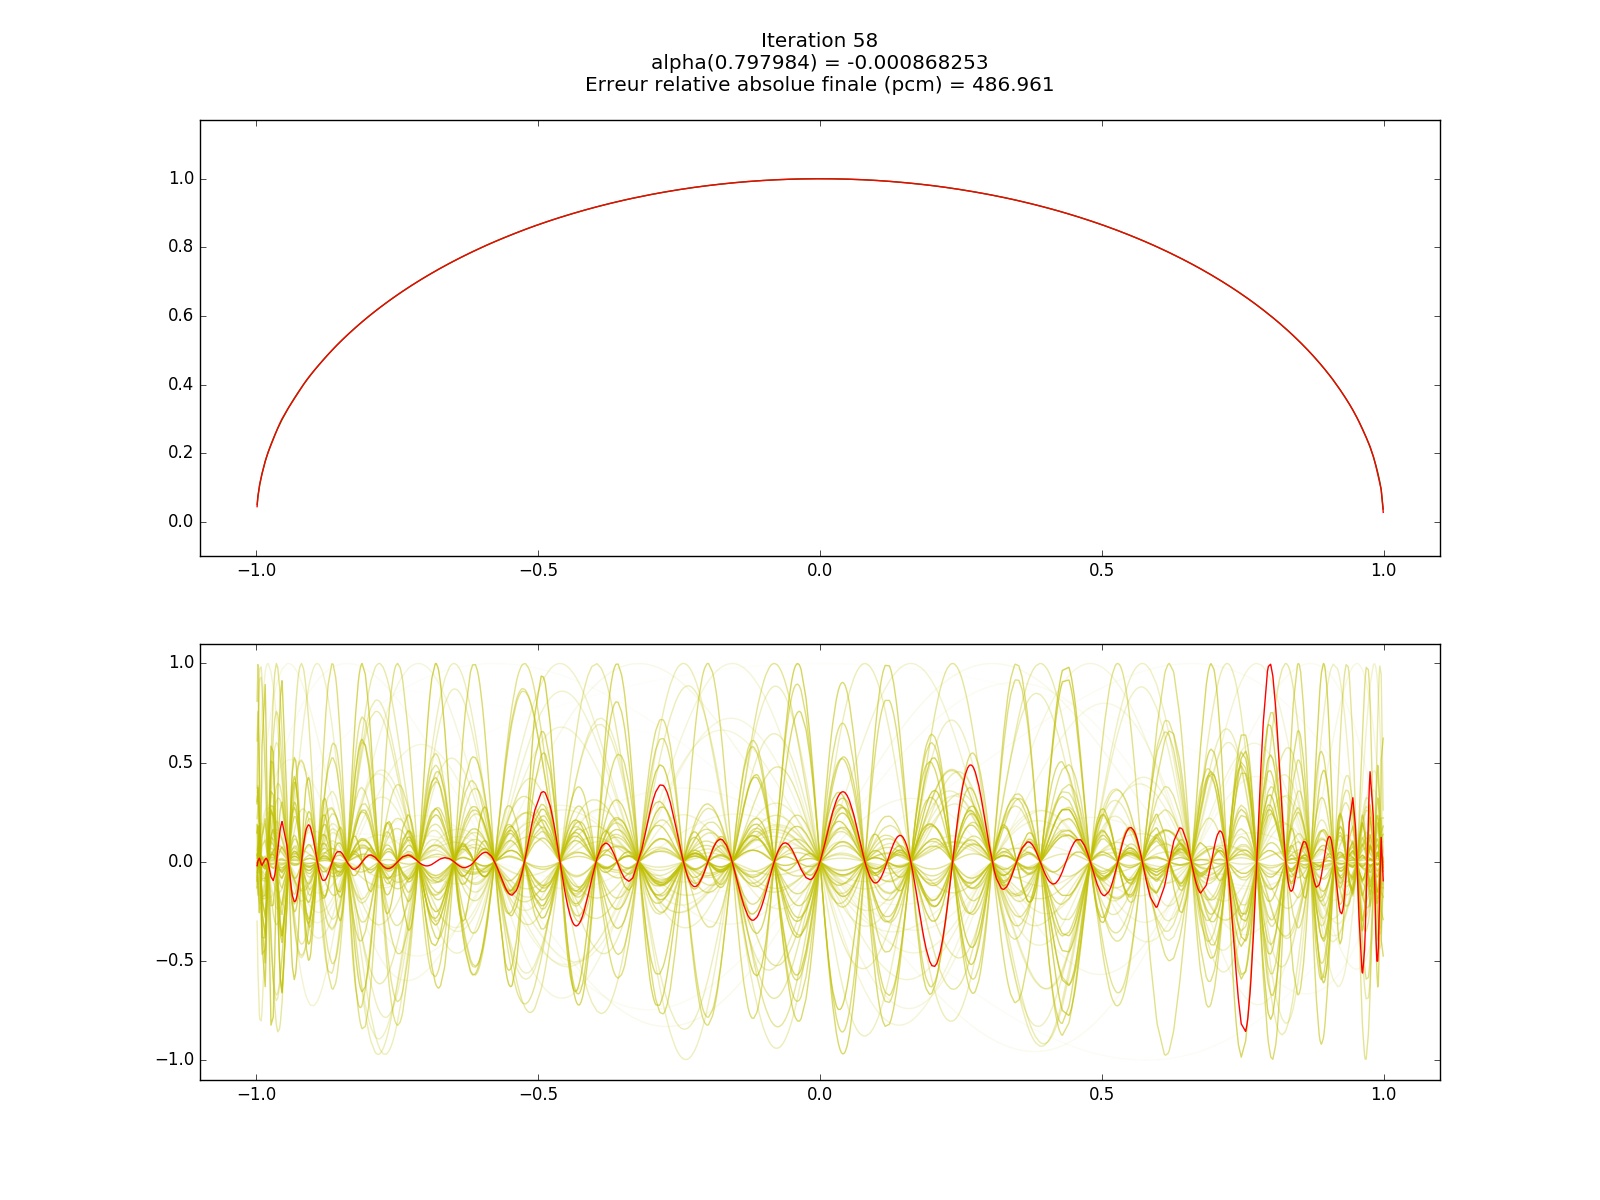 Iteration 58
alpha(0.797984) = -0.000868253
Erreur relative absolue finale (pcm) = 486.961
1.0
0.8
0.6
0.4
0.2
0.0
−1.0 −0.5 0.0 0.5 1.0
1.0
0.5
0.0
−0.5
−1.0
−1.0 −0.5 0.0 0.5 1.0